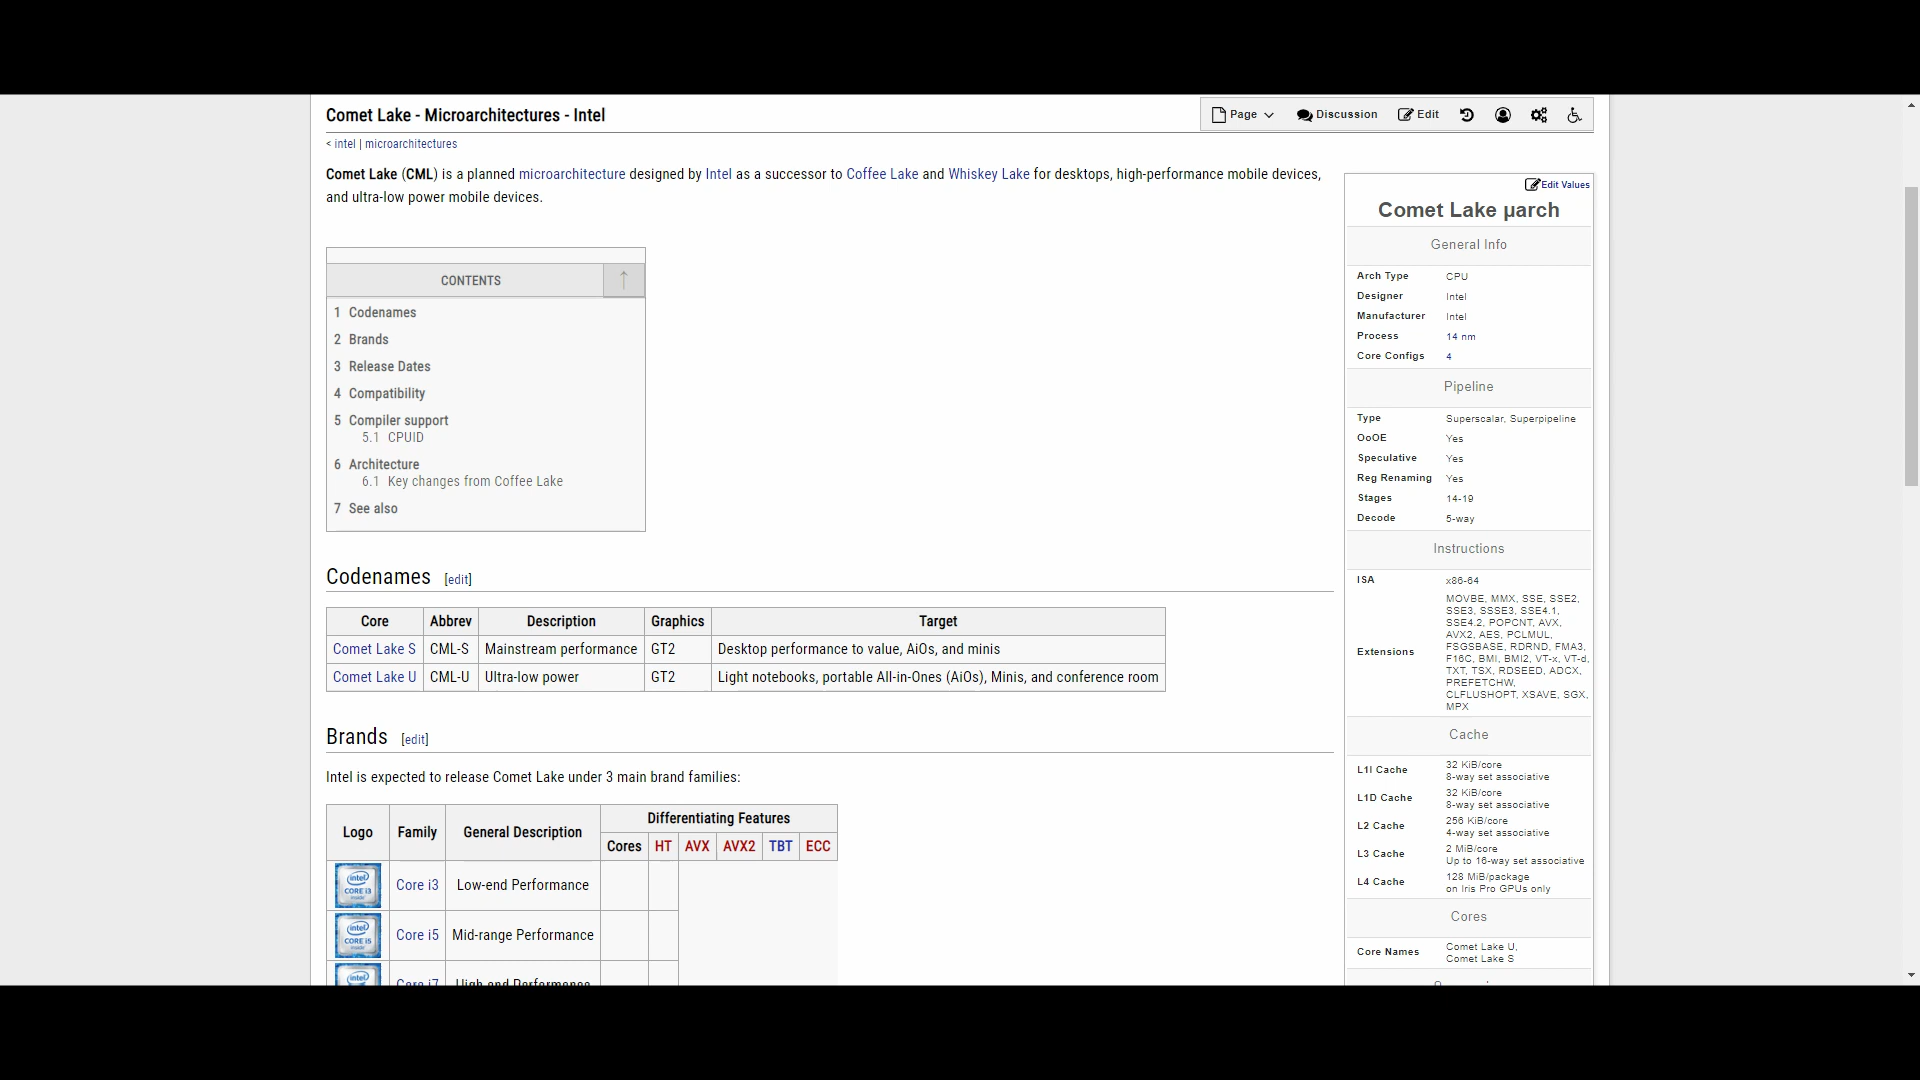 Comet Lake - Microarchitectures - Intel
Page
Discussion
Edit
< intel | microarchitectures
Comet Lake (CML) is a planned microarchitecture designed by Intel as a successor to Coffee Lake and Whiskey Lake for desktops, high-performance mobile devices,
and ultra-low power mobile devices.
CONTENTS ↑
1 Codenames
2 Brands
3 Release Dates
4 Compatibility
5 Compiler support
5.1 CPUID
6 Architecture
6.1 Key changes from Coffee Lake
7 See also
Codenames [edit]
Core Abbrev Description Graphics Target
Comet Lake S CML-S Mainstream performance GT2 Desktop performance to value, AiOs, and minis
Comet Lake U CML-U Ultra-low power GT2 Light notebooks, portable All-in-Ones (AiOs), Minis, and conference room
Brands [edit]
Intel is expected to release Comet Lake under 3 main brand families:
Logo Family General Description Differentiating Features
Cores HT AVX AVX2 TBT ECC
intel CORE i3 inside Core i3 Low-end Performance
intel CORE i5 inside Core i5 Mid-range Performance
intel Core i7 High-end Performance
Edit Values
Comet Lake µarch
General Info
Arch Type CPU
Designer Intel
Manufacturer Intel
Process 14 nm
Core Configs 4
Pipeline
Type Superscalar, Superpipeline
OoOE Yes
Speculative Yes
Reg Renaming Yes
Stages 14-19
Decode 5-way
Instructions
ISA x86-64
Extensions MOVBE, MMX, SSE, SSE2,
SSE3, SSSE3, SSE4.1,
SSE4.2, POPCNT, AVX,
AVX2, AES, PCLMUL,
FSGSBASE, RDRND, FMA3,
F16C, BMI, BMI2, VT-x, VT-d,
TXT, TSX, RDSEED, ADCX,
PREFETCHW,
CLFLUSHOPT, XSAVE, SGX,
MPX
Cache
L1I Cache 32 KiB/core
8-way set associative
L1D Cache 32 KiB/core
8-way set associative
L2 Cache 256 KiB/core
4-way set associative
L3 Cache 2 MiB/core
Up to 16-way set associative
L4 Cache 128 MiB/package
on Iris Pro GPUs only
Cores
Core Names Comet Lake U,
Comet Lake S